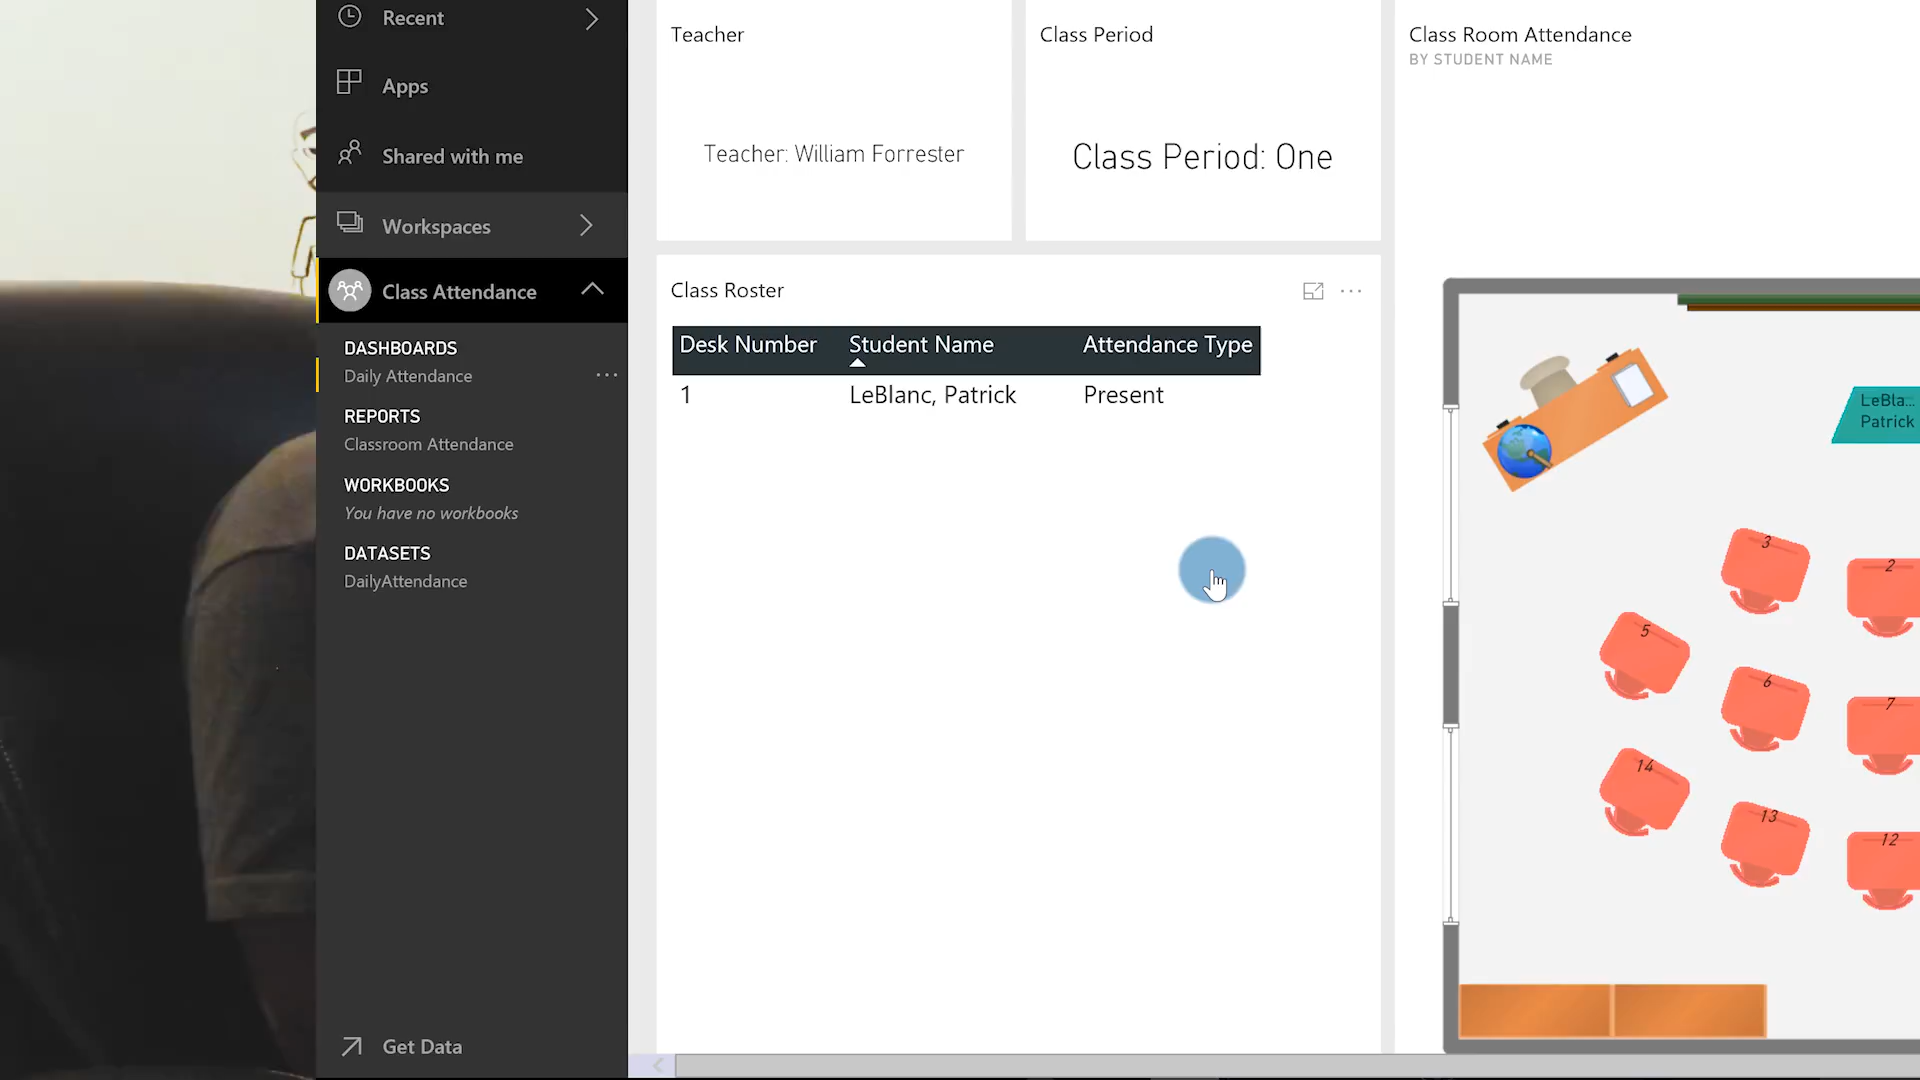 Recent
Apps
Shared with me
Workspaces
Class Attendance
DASHBOARDS
Daily Attendance
REPORTS
Classroom Attendance
WORKBOOKS
You have no workbooks
DATASETS
DailyAttendance
Get Data
Teacher
Teacher: William Forrester
Class Period
Class Period: One
Class Roster
Desk Number Student Name Attendance Type
1 LeBlanc, Patrick Present
Class Room Attendance
BY STUDENT NAME
LeBla...
Patrick
3
2
5
6
7
14
13
12